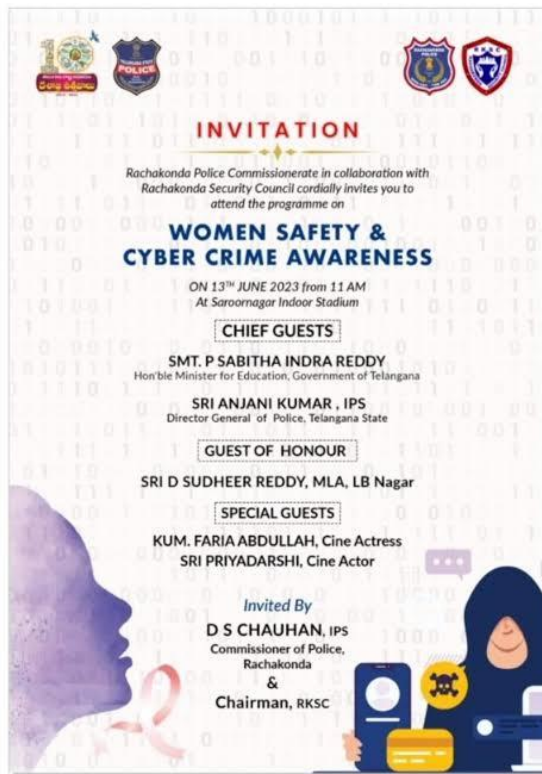 POLICE
RKSC
INVITATION
Rachakonda Police Commissionerate in collaboration with
Rachakonda Security Council cordially invites you to
attend the programme on
WOMEN SAFETY &
CYBER CRIME AWARENESS
ON 13TH JUNE 2023 from 11 AM
At Saroornagar Indoor Stadium
CHIEF GUESTS
SMT. P SABITHA INDRA REDDY
Hon'ble Minister for Education, Government of Telangana
SRI ANJANI KUMAR , IPS
Director General of Police, Telangana State
GUEST OF HONOUR
SRI D SUDHEER REDDY, MLA, LB Nagar
SPECIAL GUESTS
KUM. FARIA ABDULLAH, Cine Actress
SRI PRIYADARSHI, Cine Actor
Invited By
D S CHAUHAN, IPS
Commissioner of Police,
Rachakonda
&
Chairman, RKSC